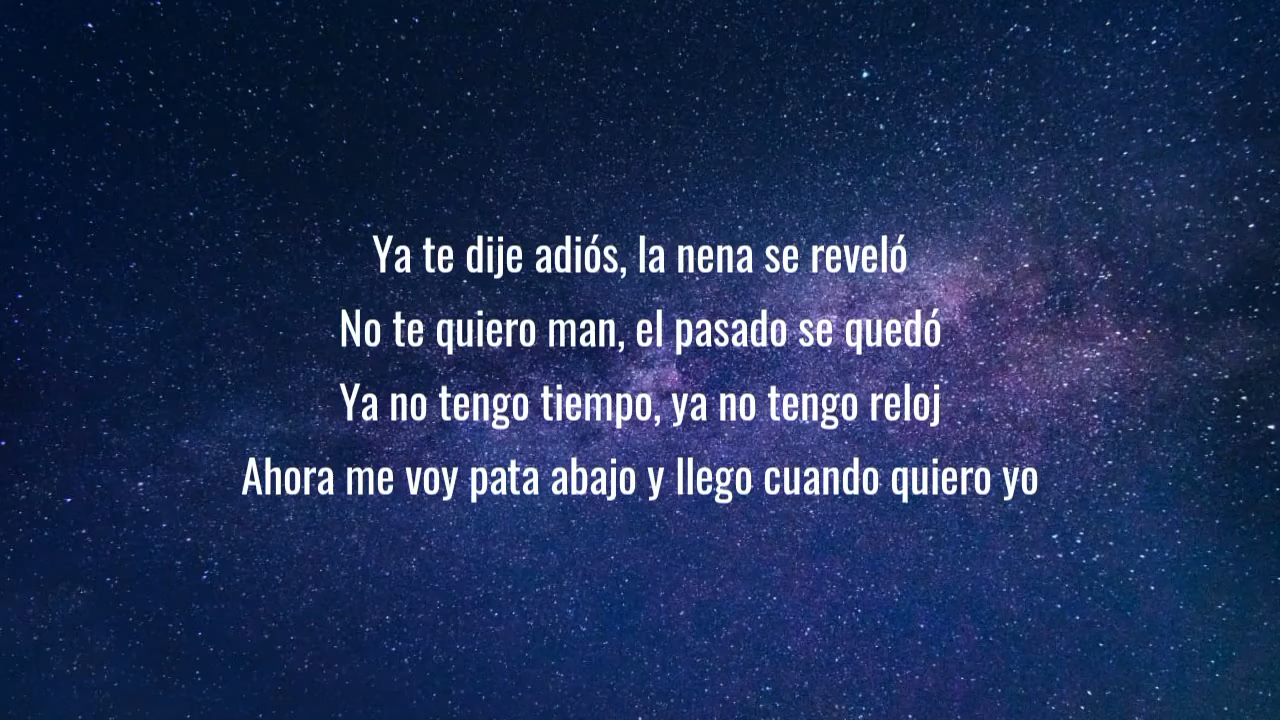 Ya te dije adiós, la nena se reveló
No te quiero man, el pasado se quedó
Ya no tengo tiempo, ya no tengo reloj
Ahora me voy pata abajo y llego cuando quiero yo